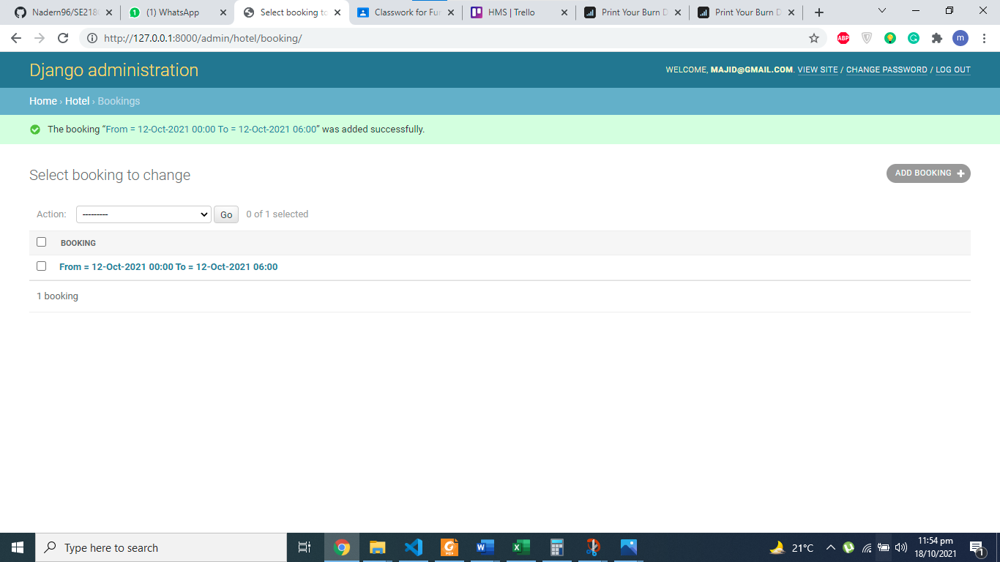 Nadern96/SE218
(1) WhatsApp
Select booking to
Classwork for Fu
HMS | Trello
Print Your Burn D
Print Your Burn D
http://127.0.0.1:8000/admin/hotel/booking/
ABP
m
Django administration
WELCOME, MAJID@GMAIL.COM. VIEW SITE / CHANGE PASSWORD / LOG OUT
Home › Hotel › Bookings
The booking “From = 12-Oct-2021 00:00 To = 12-Oct-2021 06:00” was added successfully.
Select booking to change
ADD BOOKING
Action: --------- Go 0 of 1 selected
BOOKING
From = 12-Oct-2021 00:00 To = 12-Oct-2021 06:00
1 booking
Type here to search
21°C
11:54 pm
18/10/2021
1